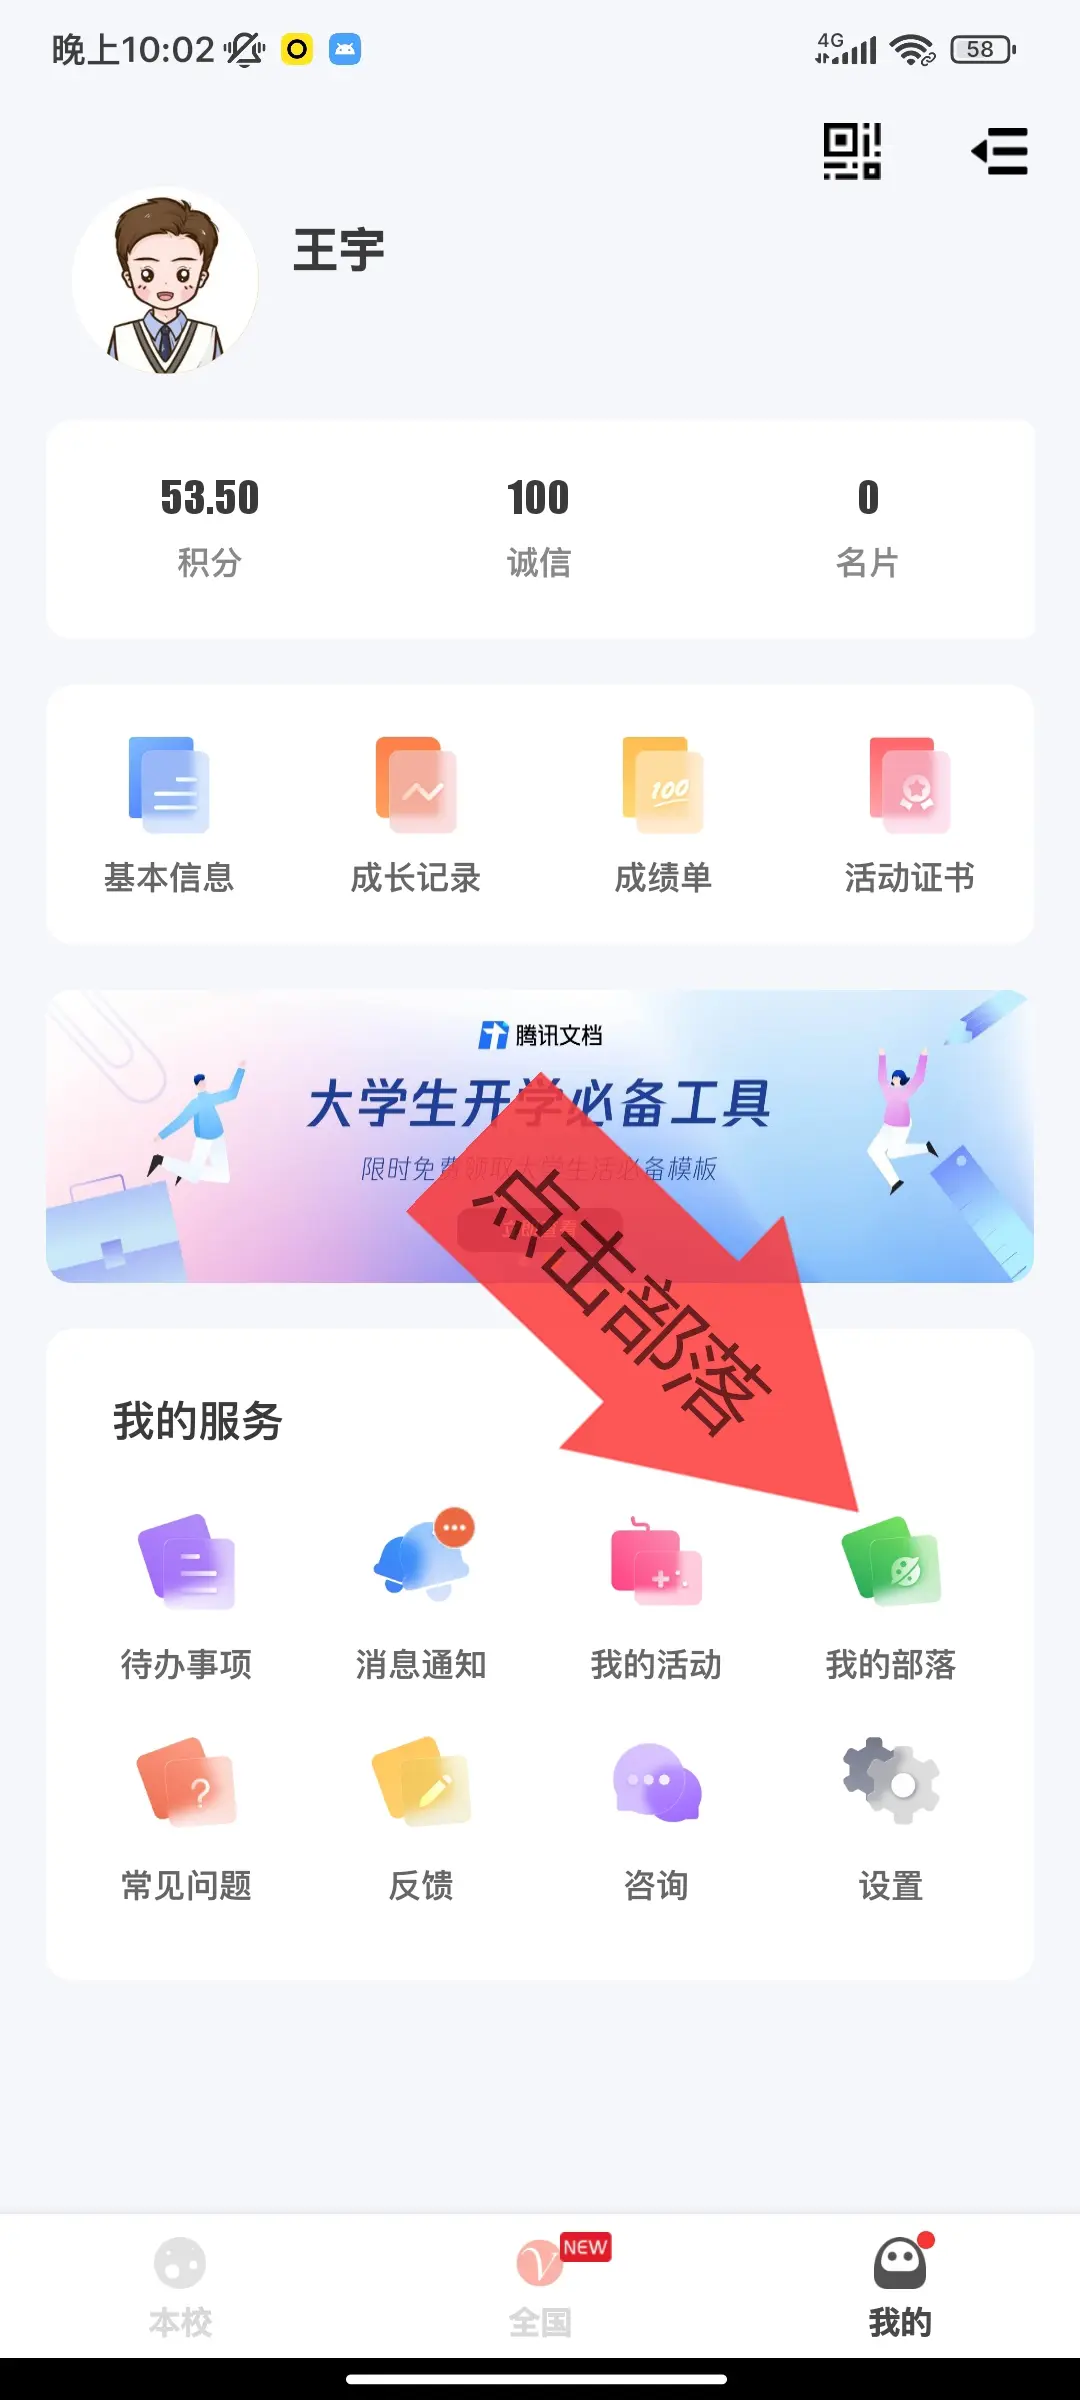 晚上10:02 4G 58
王宇
53.50 100 0
积分 诚信 名片
100
基本信息 成长记录 成绩单 活动证书
腾讯文档
大学生开学必备工具
限时免费领取大学生活必备模板
立即查看
点击部落
我的服务
待办事项 消息通知 我的活动 我的部落
?
常见问题 反馈 咨询 设置
NEW
本校 全国 我的